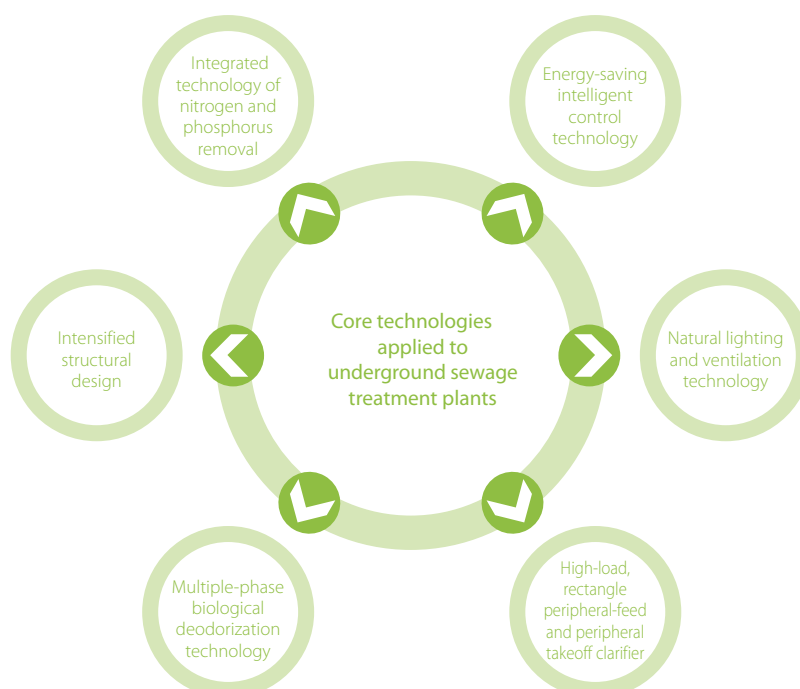 Integrated
technology of
nitrogen and
phosphorus
removal
Energy-saving
intelligent
control
technology
Intensified
structural
design
Core technologies
applied to
underground sewage
treatment plants
Natural lighting
and ventilation
technology
Multiple-phase
biological
deodorization
technology
High-load,
rectangle
peripheral-feed
and peripheral
takeoff clarifier